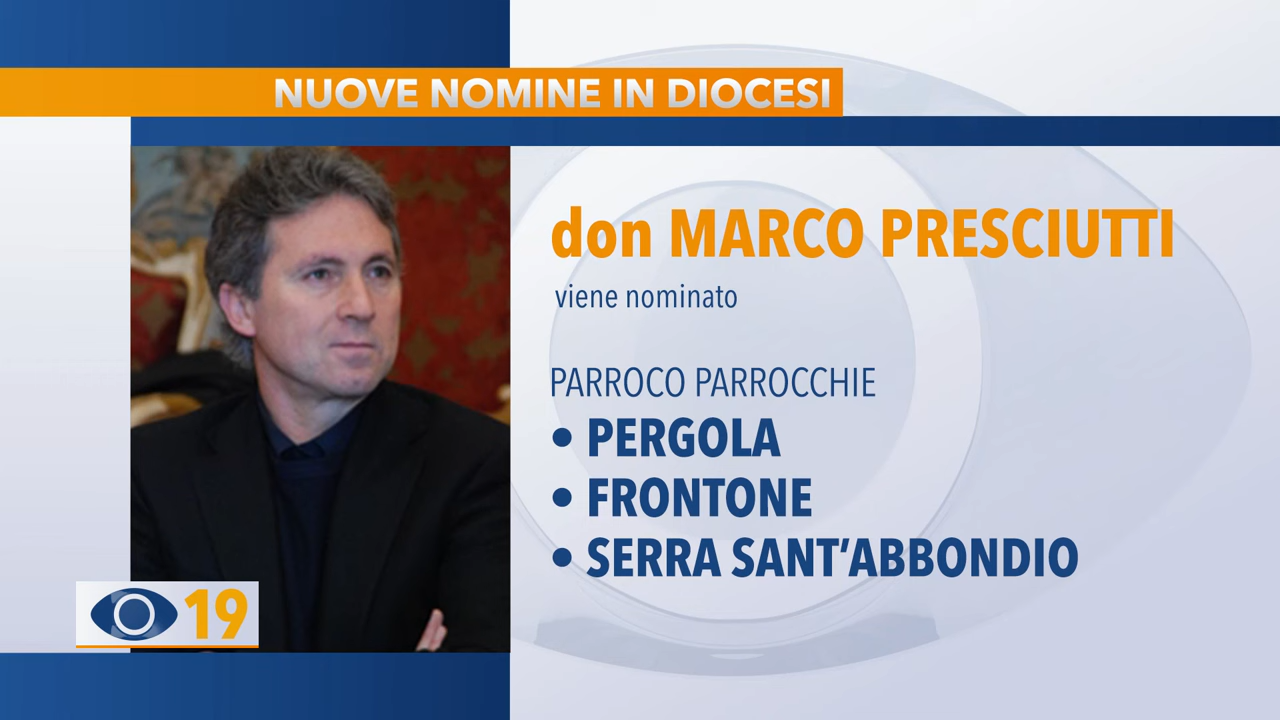 NUOVE NOMINE IN DIOCESI
don MARCO PRESCIUTTI
viene nominato
PARROCO PARROCCHIE
• PERGOLA
• FRONTONE
• SERRA SANT’ABBONDIO
19